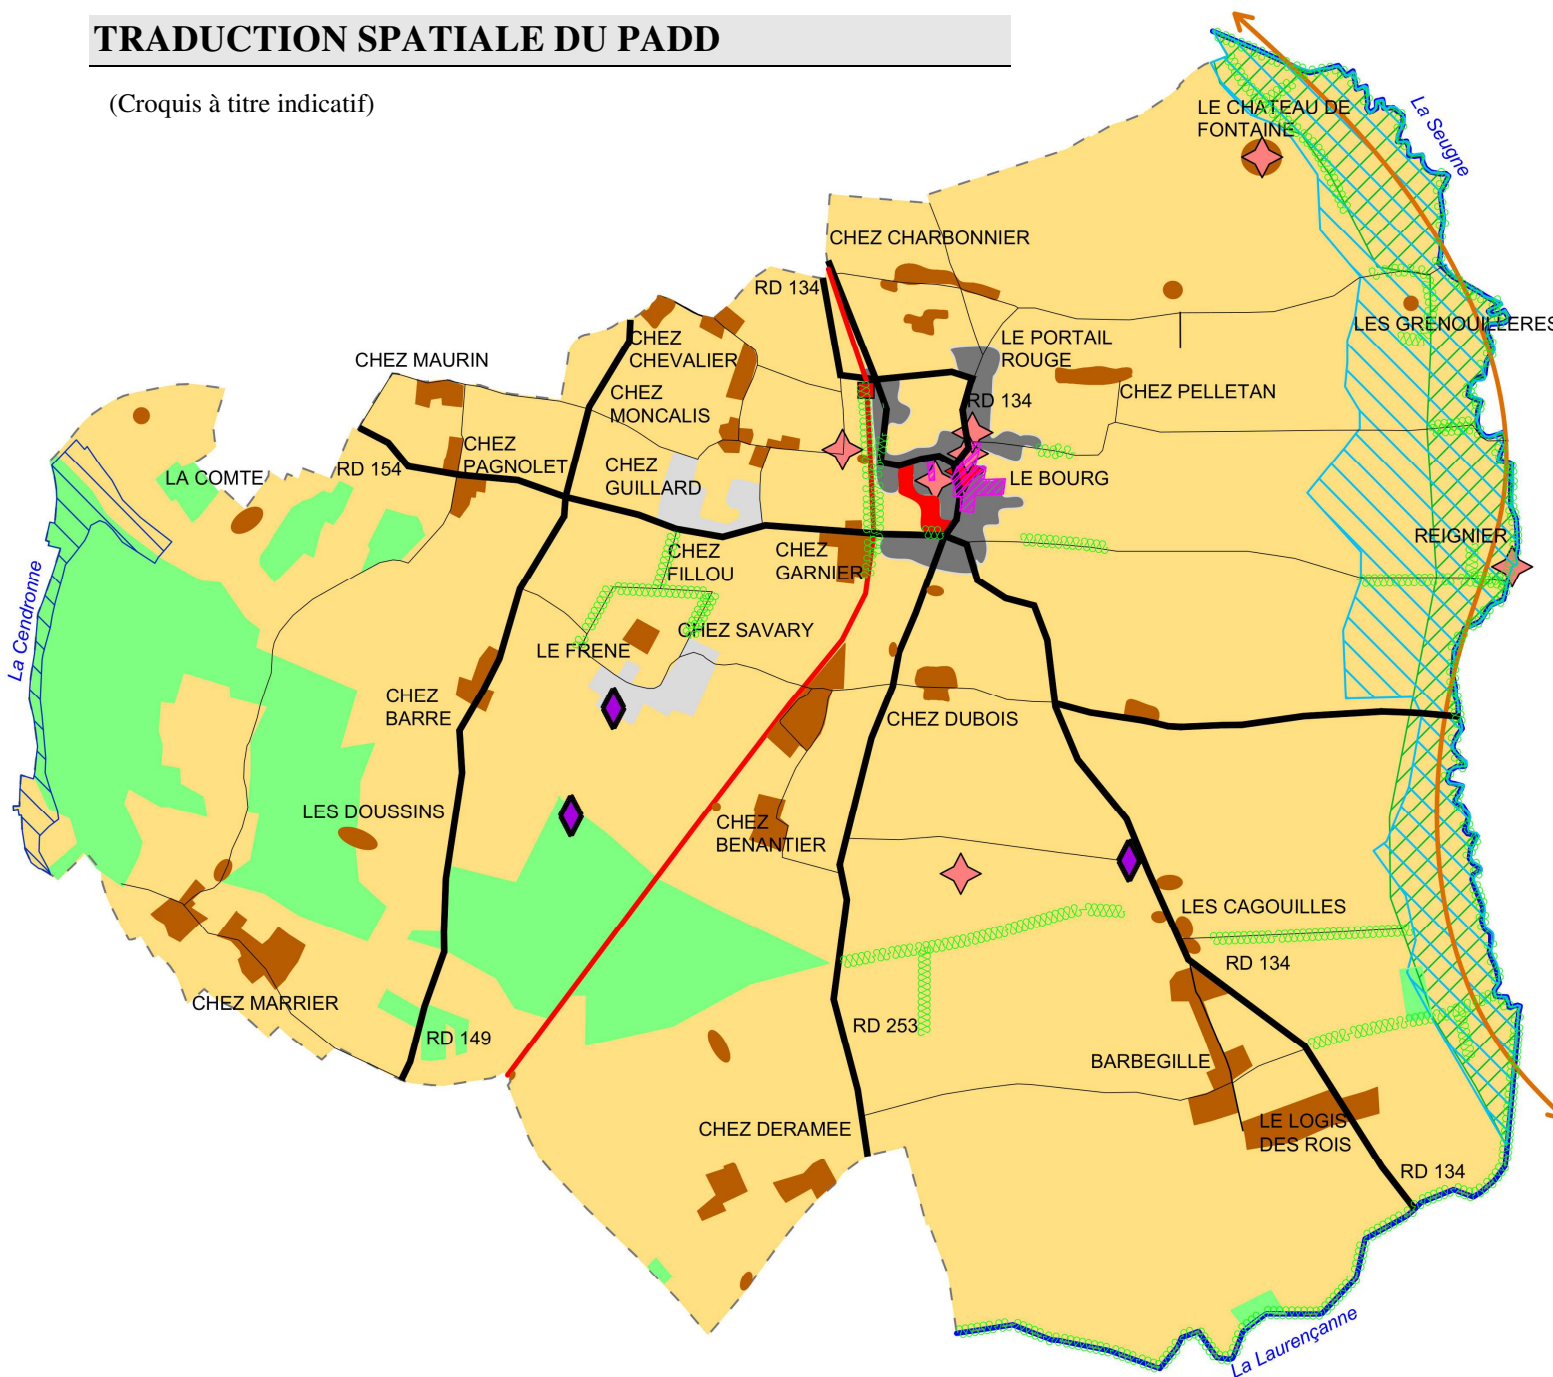 TRADUCTION SPATIALE DU PADD
(Croquis à titre indicatif)
LE CHATEAU DE
FONTAINE
La Seugne
CHEZ CHARBONNIER
RD 134
LES GRENOUILLERES
CHEZ
CHEVALIER
LE PORTAIL
ROUGE
CHEZ MAURIN
CHEZ PELLETAN
RD 134
CHEZ
MONCALIS
CHEZ
PAGNOLET
RD 154
LA COMTE
CHEZ
GUILLARD
LE BOURG
REIGNIER
CHEZ
FILLOU
CHEZ
GARNIER
La Cendronne
CHEZ SAVARY
LE FRENE
CHEZ
BARRE
CHEZ DUBOIS
LES DOUSSINS
CHEZ
BENANTIER
LES CAGOUILLES
RD 134
CHEZ MARRIER
RD 253
RD 149
BARBEGILLE
CHEZ DERAMEE
LE LOGIS
DES ROIS
RD 134
La Laurençanne